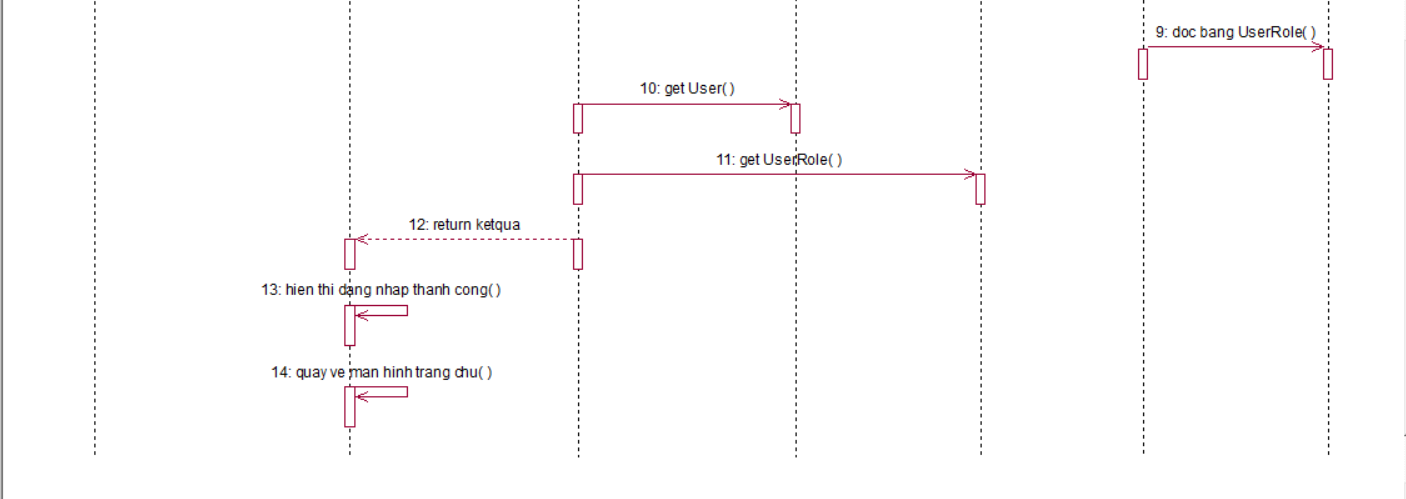 9: doc bang UserRole( )
10: get User( )
11: get UserRole( )
12: return ketqua
13: hien thi dang nhap thanh cong( )
14: quay ve man hinh trang chu( )